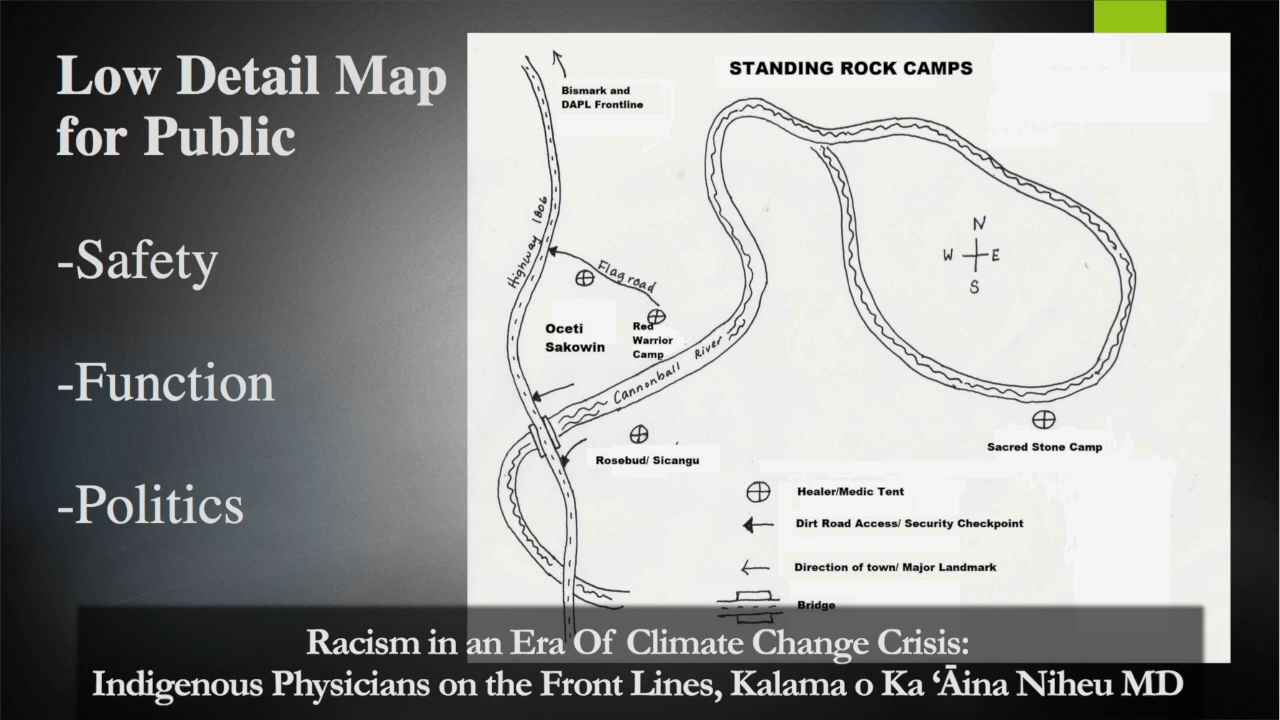 Low Detail Map
for Public
-Safety
-Function
-Politics
STANDING ROCK CAMPS
Bismark and
DAPL Frontline
Highway 1806
Flag road
N
W E
S
Oceti
Sakowin
Red
Warrior
Camp
Cannonball River
Rosebud/ Sicangu
Sacred Stone Camp
Healer/Medic Tent
Dirt Road Access/ Security Checkpoint
Direction of town/ Major Landmark
Bridge
Racism in an Era Of Climate Change Crisis:
Indigenous Physicians on the Front Lines, Kalama o Ka ‘Āina Niheu MD